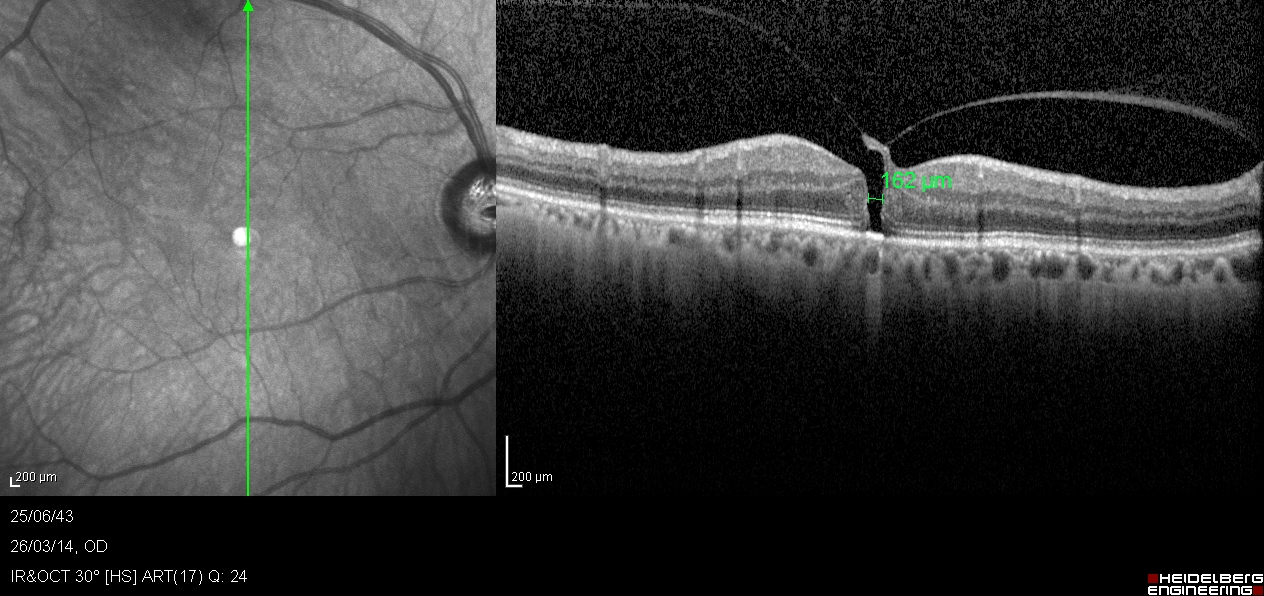 162 µm
200 µm
200 µm
25/06/43
26/03/14, OD
IR&OCT 30° [HS] ART(17) Q: 24
HEIDELBERG
ENGINEERING